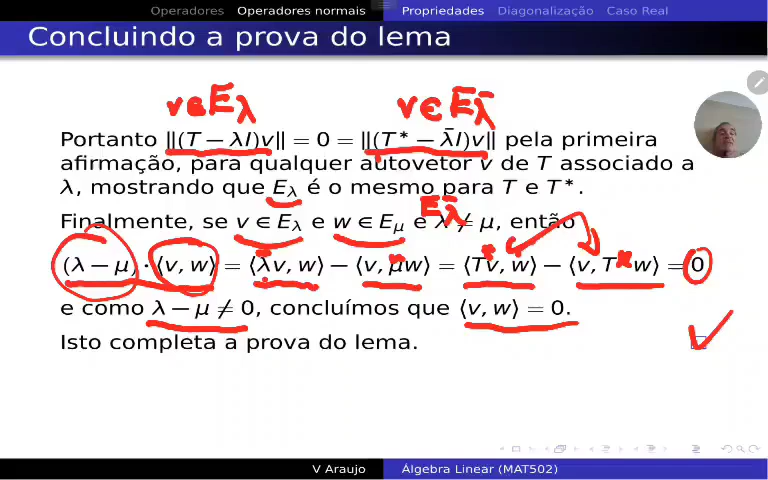 Operadores Operadores normais Propriedades Diagonalização Caso Real
Concluindo a prova do lema
v∈Eλ v∈Eλ̄
Portanto ‖(T − λI)v‖ = 0 = ‖(T* − λ̄I)v‖ pela primeira
afirmação, para qualquer autovetor v de T associado a
λ, mostrando que Eλ é o mesmo para T e T*.
Eλ̄
Finalmente, se v ∈ Eλ e w ∈ Eμ e λ ≠ μ, então
(λ − μ) · ⟨v, w⟩ = ⟨λv, w⟩ − ⟨v, μ̄w⟩ = ⟨Tv, w⟩ − ⟨v, T*w⟩ = 0
e como λ − μ ≠ 0, concluímos que ⟨v, w⟩ = 0.
Isto completa a prova do lema.
V Araujo Álgebra Linear (MAT502)